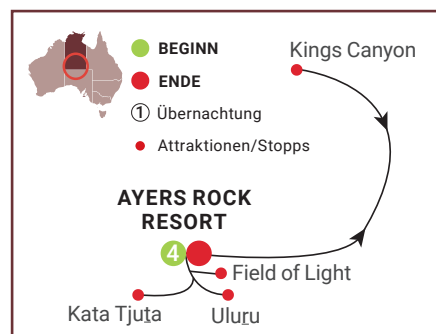 BEGINN
ENDE
1 Übernachtung
Attraktionen/Stopps
Kings Canyon
AYERS ROCK
RESORT
4
Field of Light
Kata Tjuṯa
Uluṟu